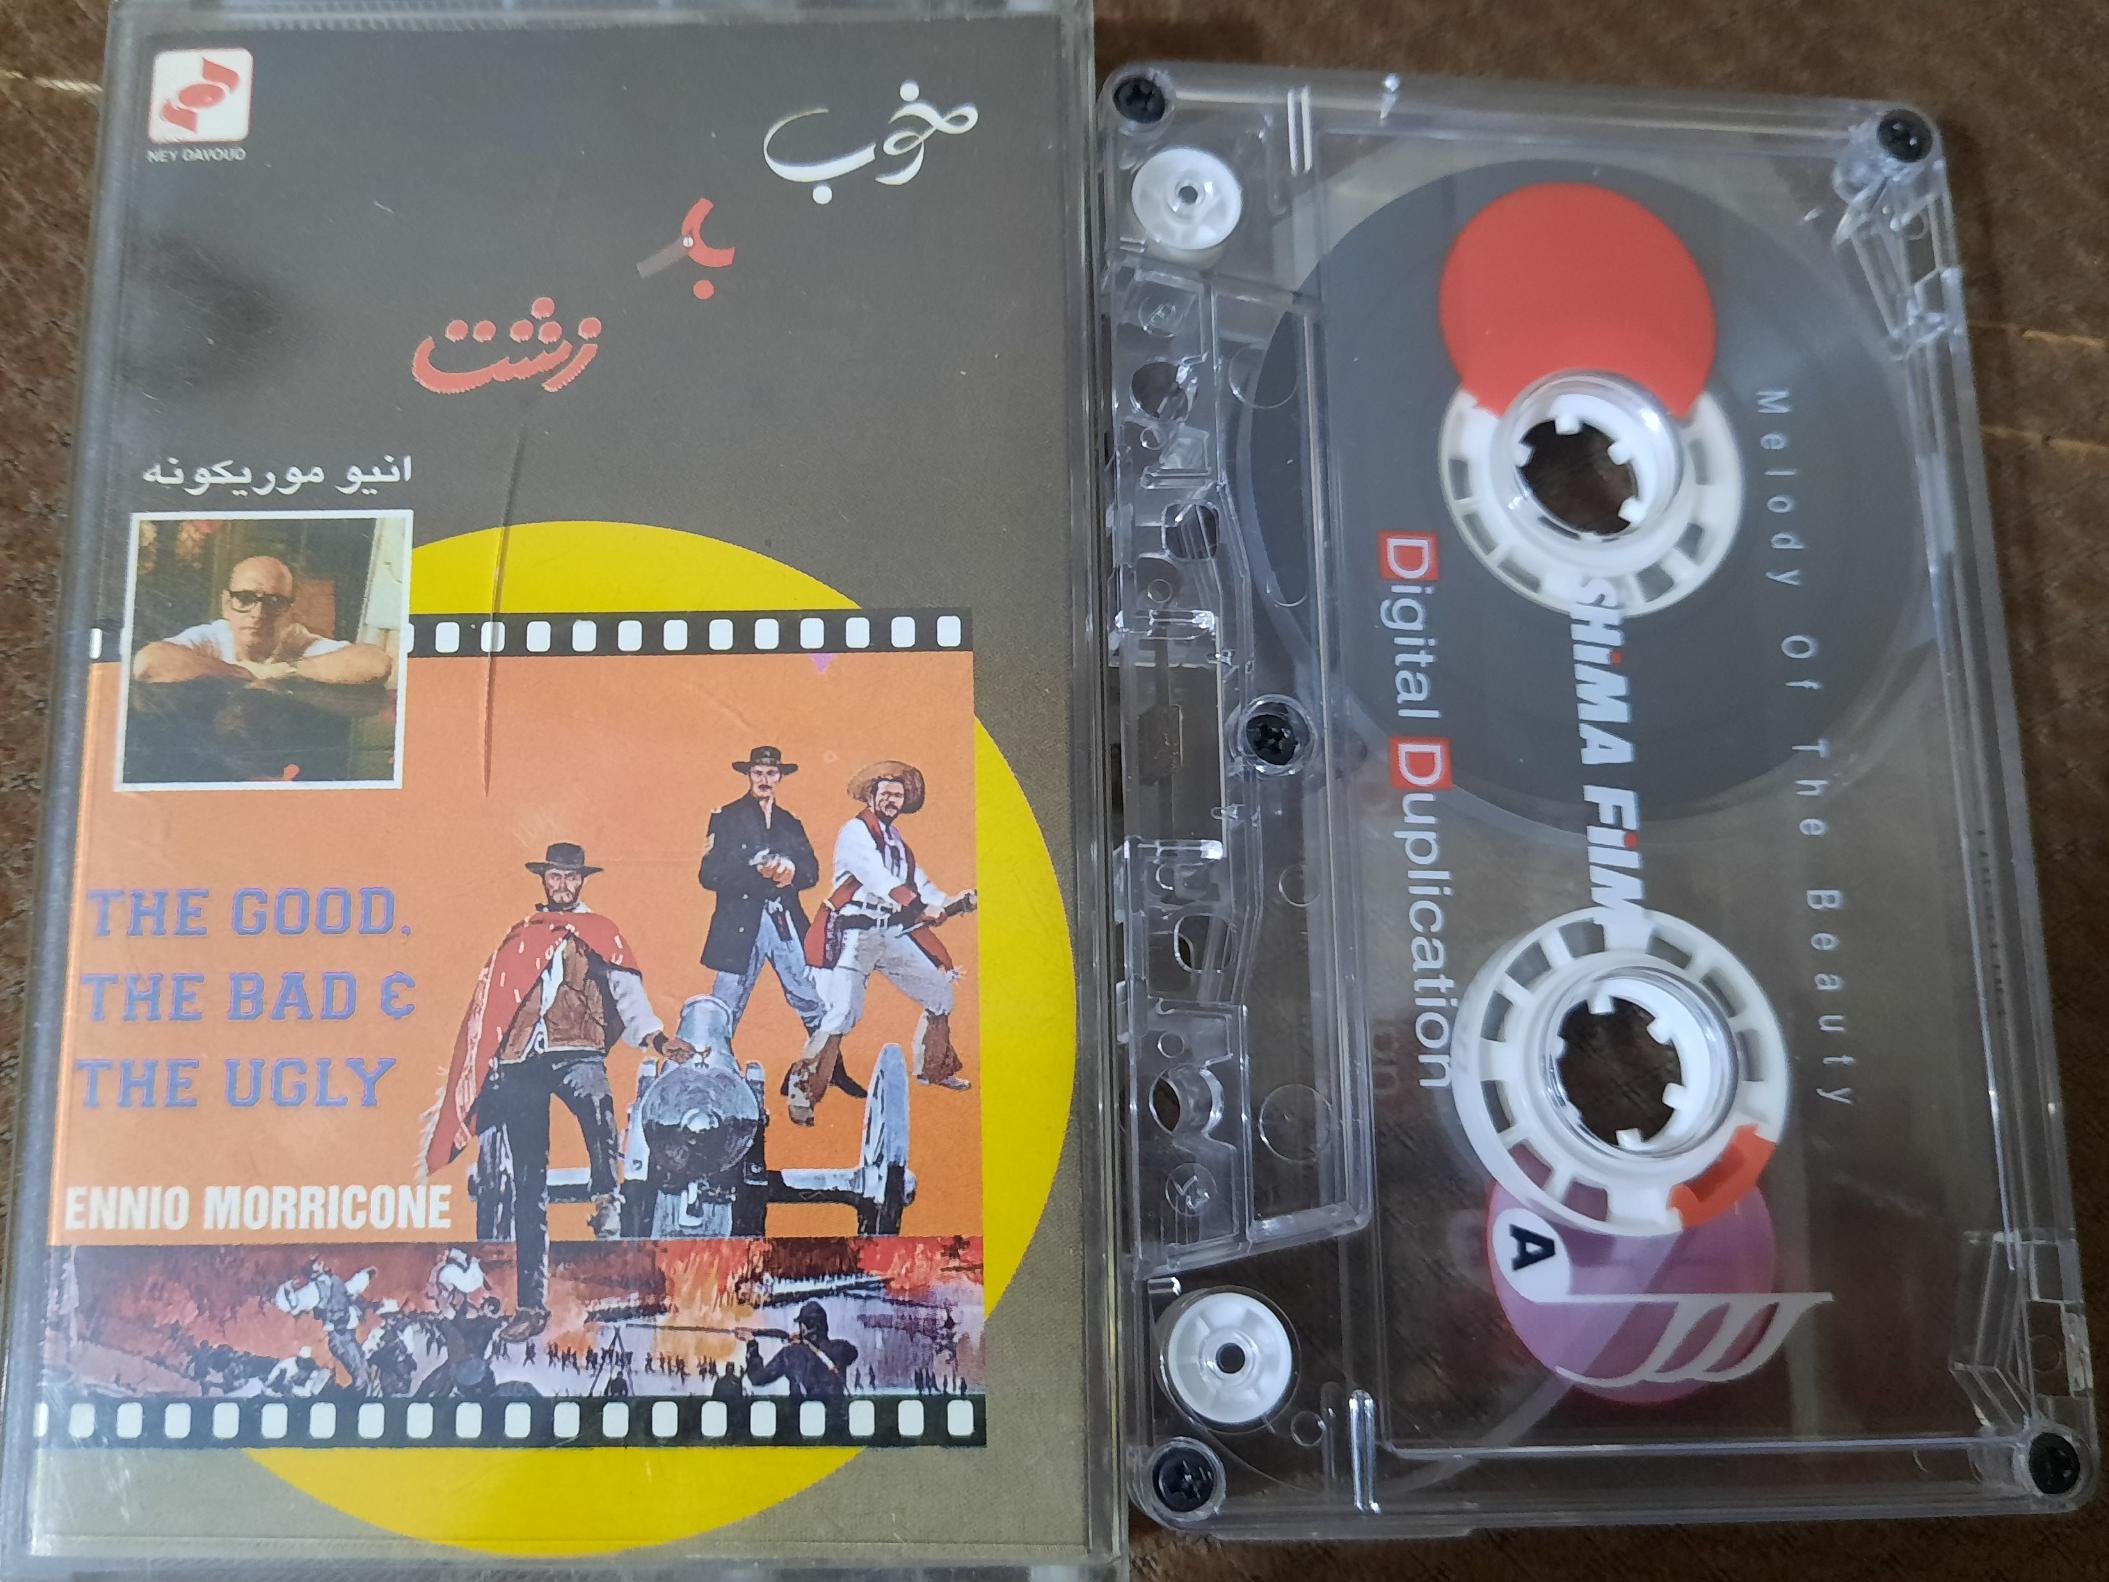 NEY DAVOUD
خوب
بد
زشت
انیو موریکونه
THE GOOD,
THE BAD &
THE UGLY
ENNIO MORRICONE
Melody Of The Beauty
SHiMA FiLM
Digital Duplication
A